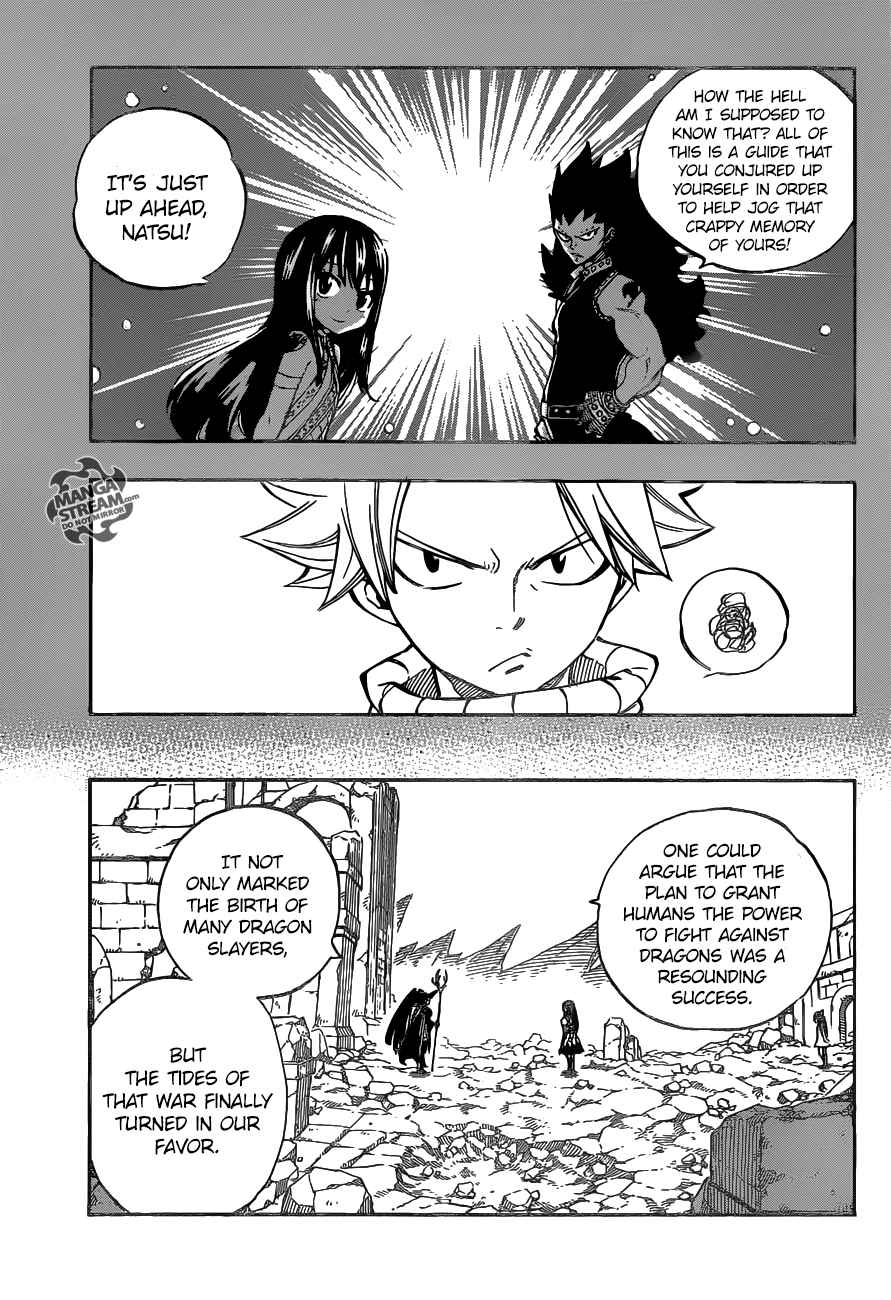 HOW THE HELL
AM I SUPPOSED TO
KNOW THAT? ALL OF
THIS IS A GUIDE THAT
YOU CONJURED UP
YOURSELF IN ORDER
TO HELP JOG THAT
CRAPPY MEMORY
OF YOURS!
IT'S JUST
UP AHEAD,
NATSU!
MANGA
STREAM.com
DO NOT MIRROR
ONE COULD
ARGUE THAT THE
PLAN TO GRANT
HUMANS THE POWER
TO FIGHT AGAINST
DRAGONS WAS A
RESOUNDING
SUCCESS.
IT NOT
ONLY MARKED
THE BIRTH OF
MANY DRAGON
SLAYERS,
BUT
THE TIDES OF
THAT WAR FINALLY
TURNED IN OUR
FAVOR.